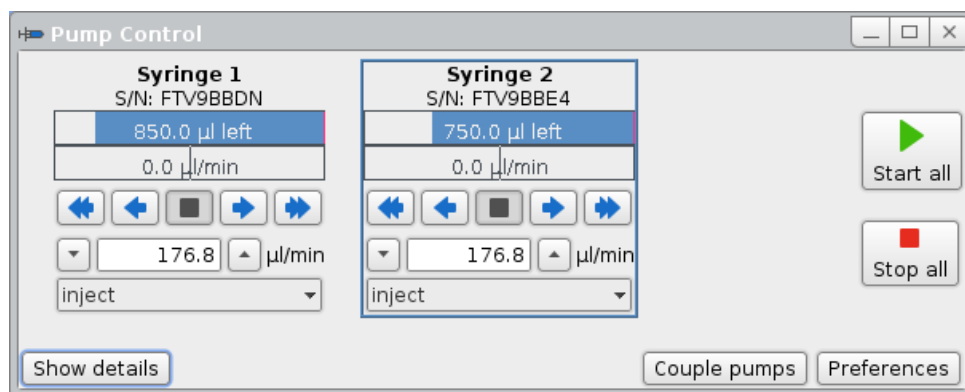 Pump Control
Syringe 1
S/N: FTV9BBDN
850.0 µl left
0.0 µl/min
176.8 µl/min
inject
Syringe 2
S/N: FTV9BBE4
750.0 µl left
0.0 µl/min
176.8 µl/min
inject
Start all
Stop all
Show details
Couple pumps
Preferences